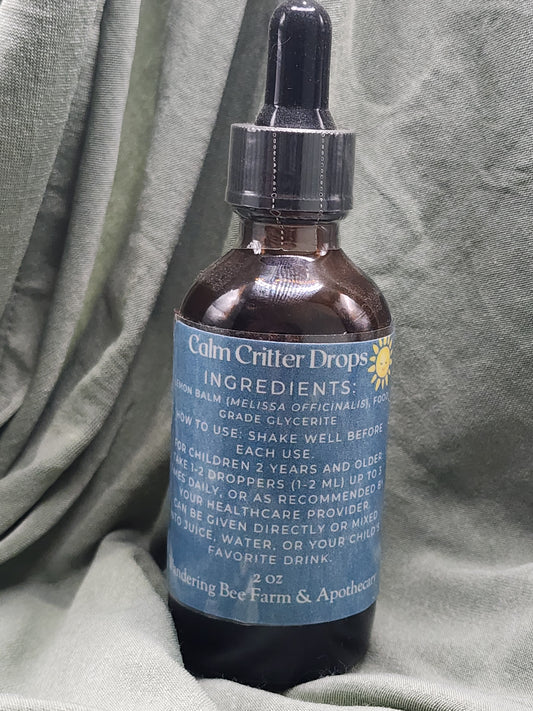 Calm Critter Drops
INGREDIENTS:
LEMON BALM (MELISSA OFFICINALIS), FOOD
GRADE GLYCERITE
HOW TO USE: SHAKE WELL BEFORE
EACH USE.
FOR CHILDREN 2 YEARS AND OLDER
TAKE 1-2 DROPPERS (1-2 ML) UP TO 3
TIMES DAILY, OR AS RECOMMENDED BY
YOUR HEALTHCARE PROVIDER.
CAN BE GIVEN DIRECTLY OR MIXED
INTO JUICE, WATER, OR YOUR CHILD'S
FAVORITE DRINK.
2 oz
Bee Farm & Apothecary